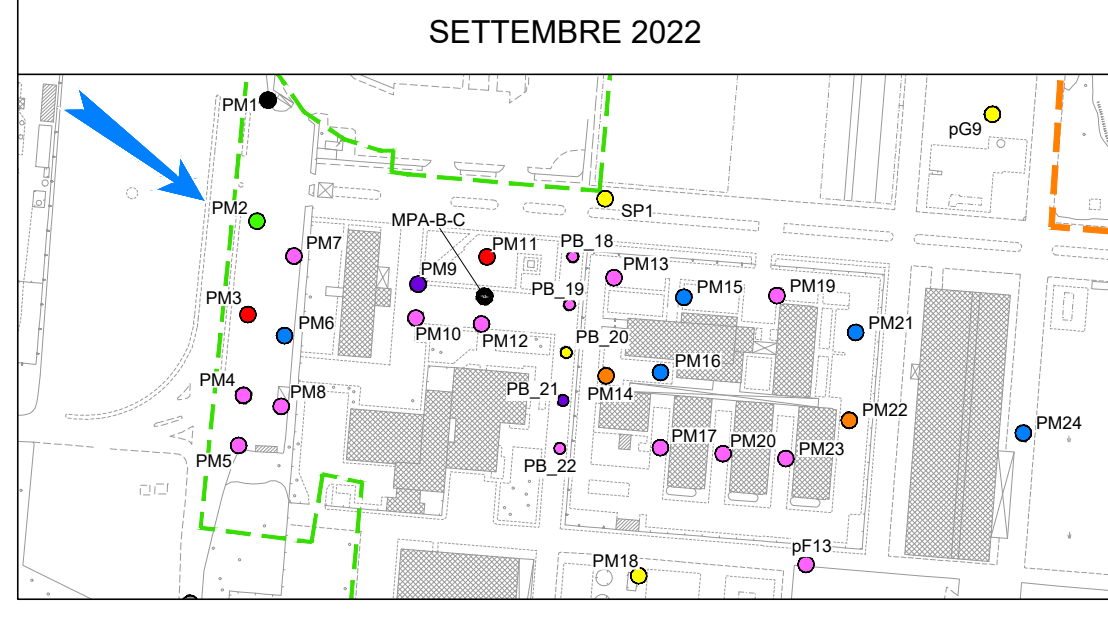 SETTEMBRE 2022
PM1
pG9
PM2
SP1
MPA-B-C
PM7
PM11
PB_18
PM13
PM9
PB_19
PM15
PM19
PM3
PM6
PM10
PM12
PB_20
PM21
PM16
PM4
PM8
PB_21
PM14
PM22
PM24
PM5
PM17
PM20
PM23
PB_22
PM18
pF13